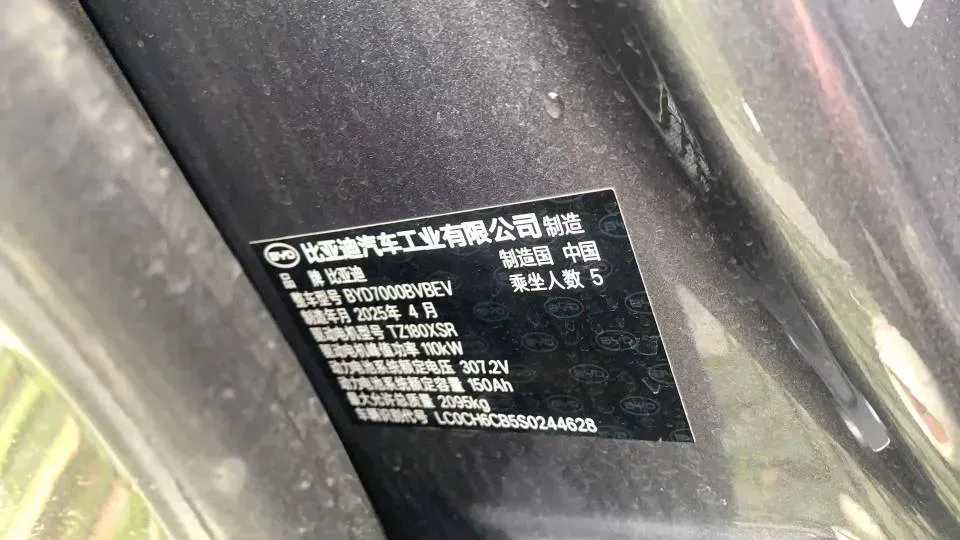 BYD 比亚迪汽车工业有限公司 制造
品 牌 比亚迪 制造国 中国
整车型号 BYD7000BVBEV 乘坐人数 5
制造年月 2025年 4 月
驱动电机型号 TZ180XSR
驱动电机峰值功率 110kW
动力电池系统额定电压 307.2V
动力电池系统额定容量 150Ah
最大允许总质量 2095kg
车辆识别代号 LC0CH6CB5S0244628